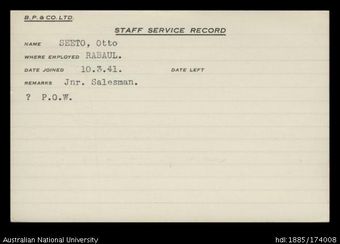 B.P. & CO. LTD.
STAFF SERVICE RECORD
NAME SEETO, Otto
WHERE EMPLOYED RABAUL.
DATE JOINED 10.3.41. DATE LEFT
REMARKS Jnr. Salesman.
? P.O.W.
Australian National University
hdl:1885/174008